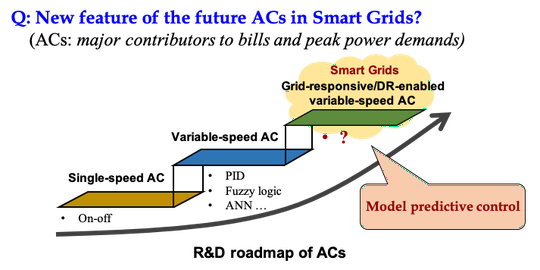 Q: New feature of the future ACs in Smart Grids?
(ACs: major contributors to bills and peak power demands)
Smart Grids
Grid-responsive/DR-enabled
variable-speed AC
• ?
Variable-speed AC
• PID
• Fuzzy logic
• ANN ...
Single-speed AC
• On-off
Model predictive control
R&D roadmap of ACs